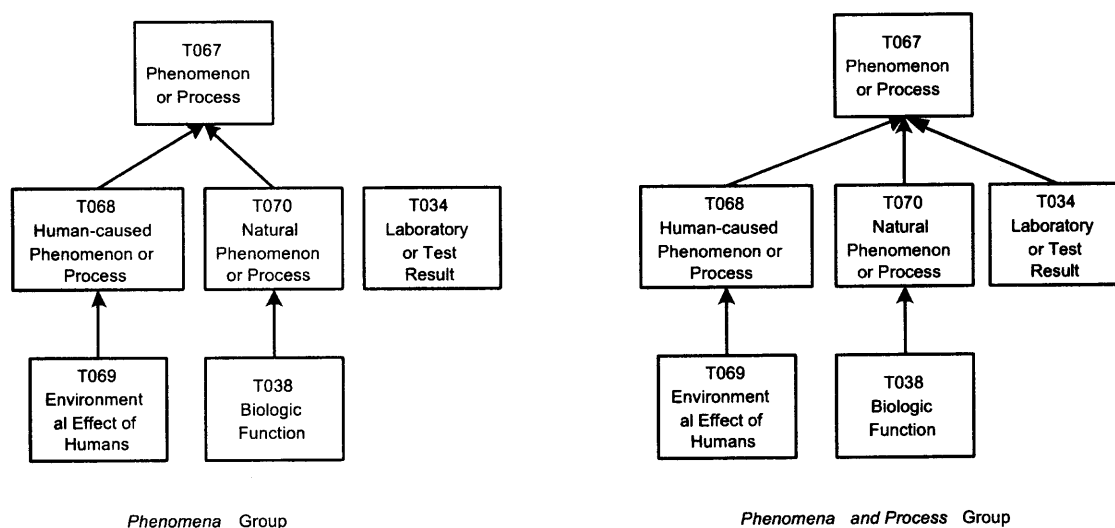 T067
Phenomenon
or Process
T068
Human-caused
Phenomenon or
Process
T070
Natural
Phenomenon
or Process
T034
Laboratory
or Test
Result
T069
Environment
al Effect of
Humans
T038
Biologic
Function
Phenomena Group
T067
Phenomenon
or Process
T068
Human-caused
Phenomenon or
Process
T070
Natural
Phenomenon
or Process
T034
Laboratory
or Test
Result
T069
Environment
al Effect of
Humans
T038
Biologic
Function
Phenomena and Process Group